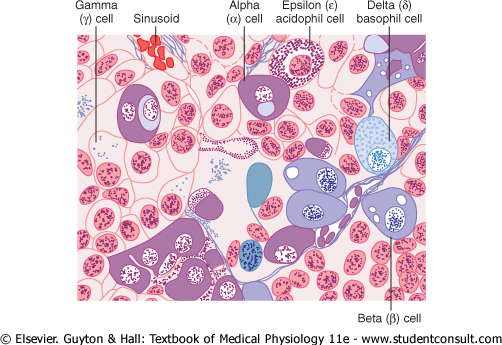 Gamma
(γ) cell
Sinusoid
Alpha
(α) cell
Epsilon (ε)
acidophil cell
Delta (δ)
basophil cell
Beta (β) cell
© Elsevier. Guyton & Hall: Textbook of Medical Physiology 11e - www.studentconsult.com